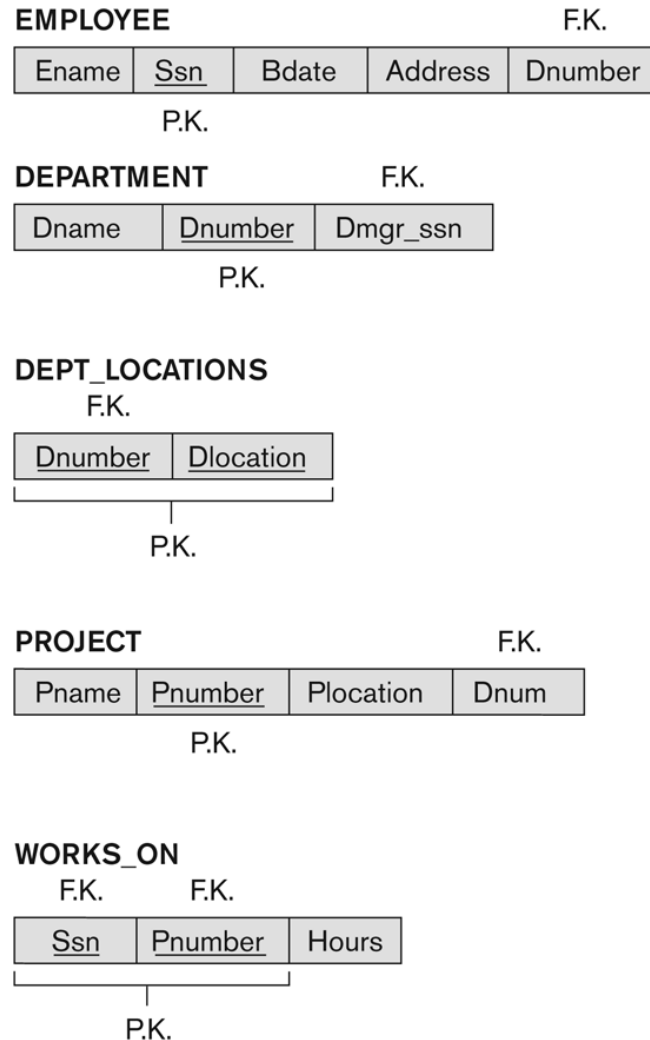 EMPLOYEE F.K.
Ename Ssn Bdate Address Dnumber
P.K.
DEPARTMENT F.K.
Dname Dnumber Dmgr_ssn
P.K.
DEPT_LOCATIONS
F.K.
Dnumber Dlocation
P.K.
PROJECT F.K.
Pname Pnumber Plocation Dnum
P.K.
WORKS_ON
F.K. F.K.
Ssn Pnumber Hours
P.K.